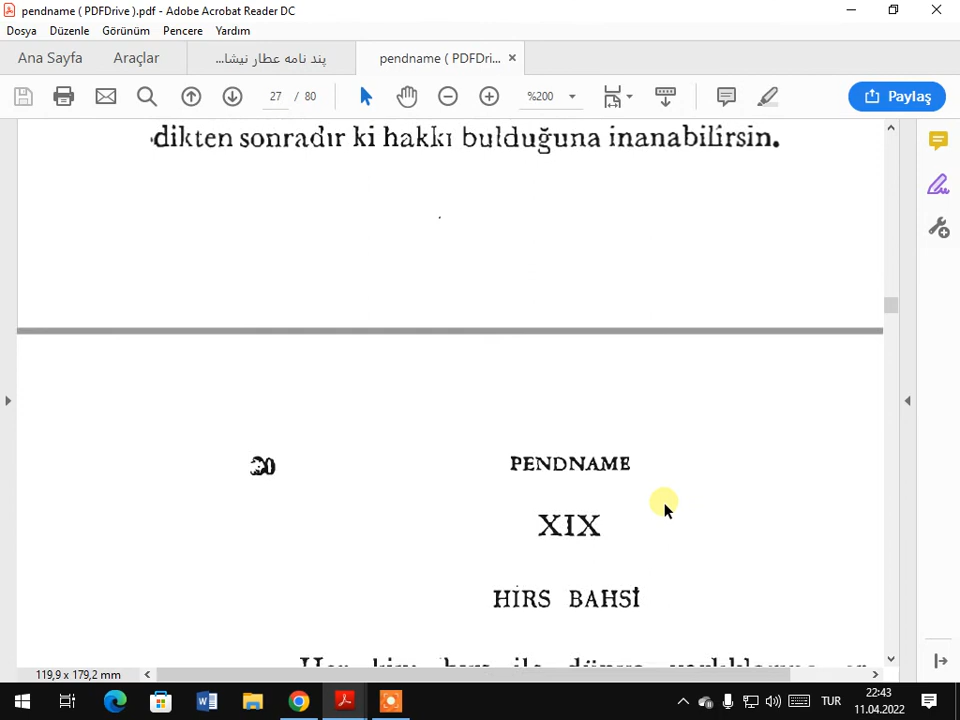 pendname ( PDFDrive ).pdf - Adobe Acrobat Reader DC
Dosya Düzenle Görünüm Pencere Yardım
Ana Sayfa Araçlar پند نامه عطار نیشا... pendname ( PDFDri...
27 / 80 %200 Paylaş
dikten sonradır ki hakkı bulduğuna inanabilirsin.
PENDNAME
XIX
HİRS BAHSİ
119,9 x 179,2 mm
TUR
22:43
11.04.2022